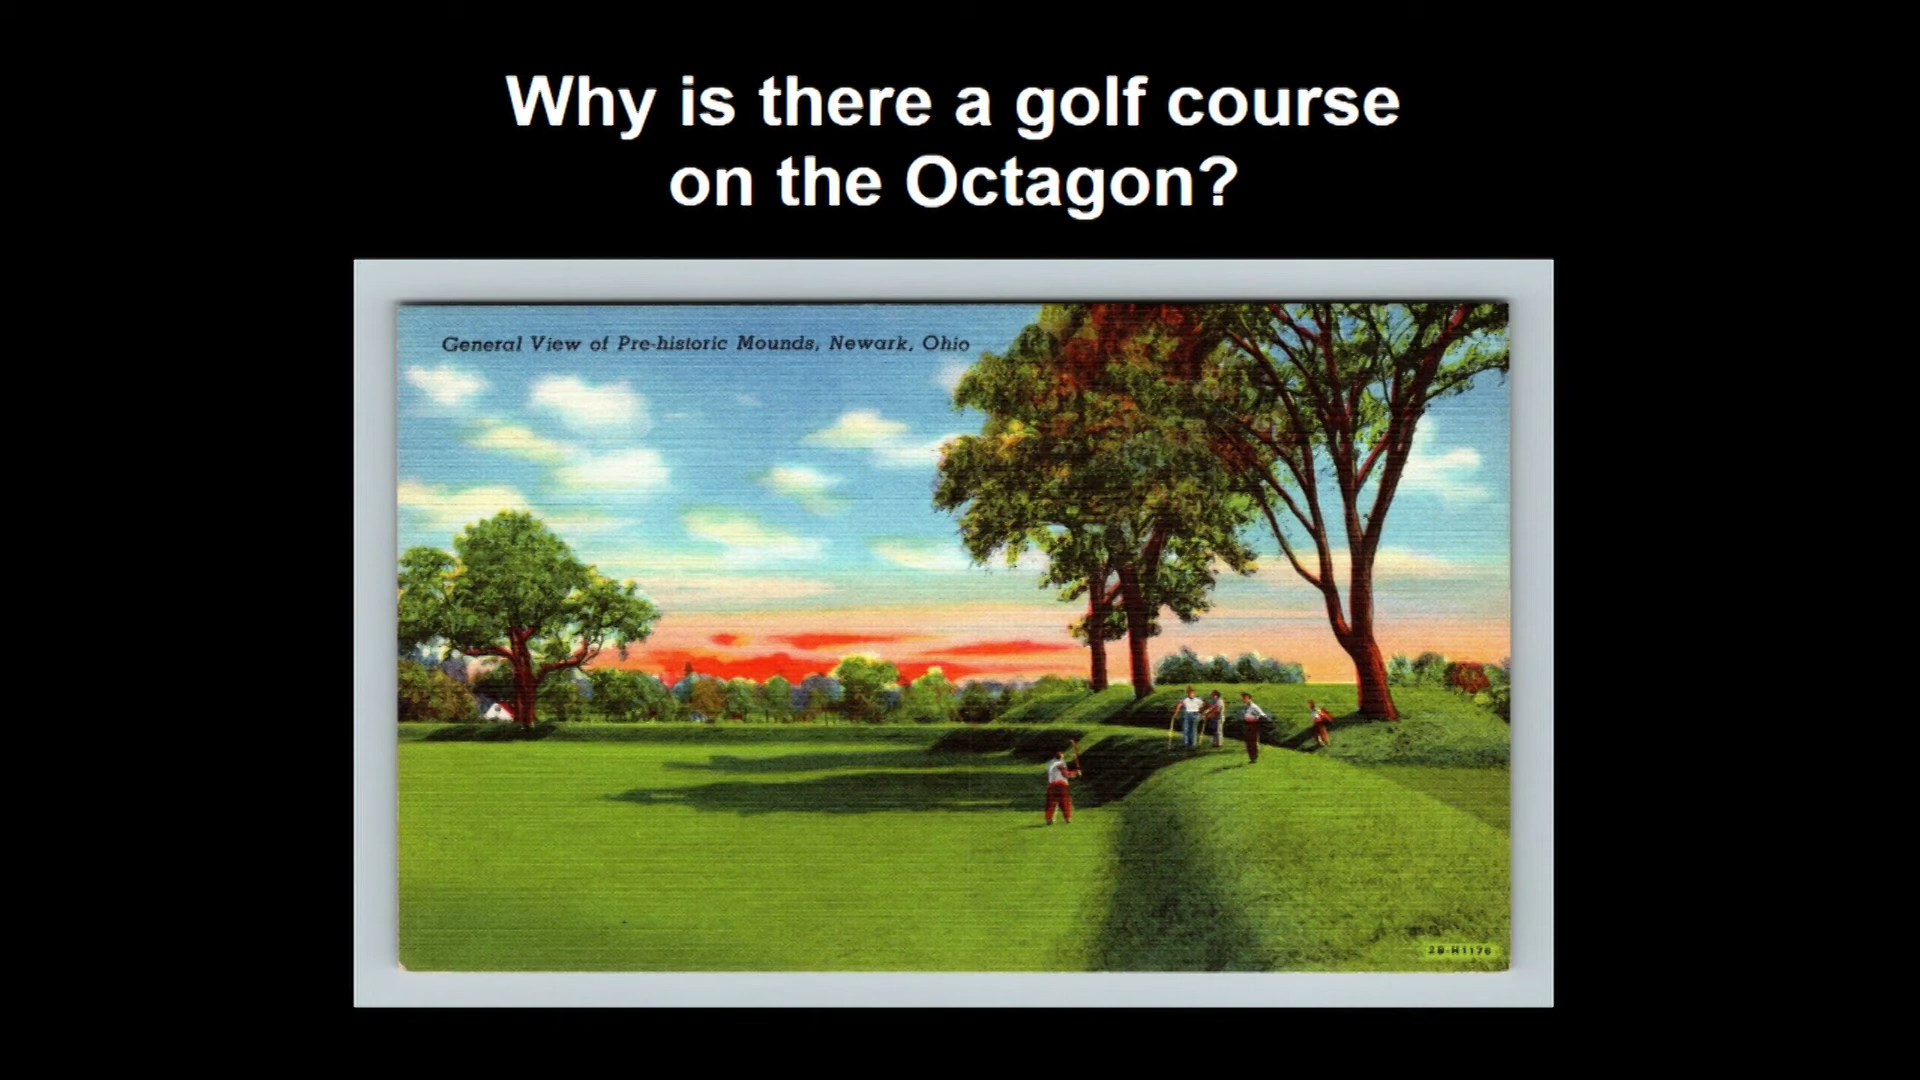 Why is there a golf course
on the Octagon?
General View of Pre-historic Mounds, Newark, Ohio
2B-H1176